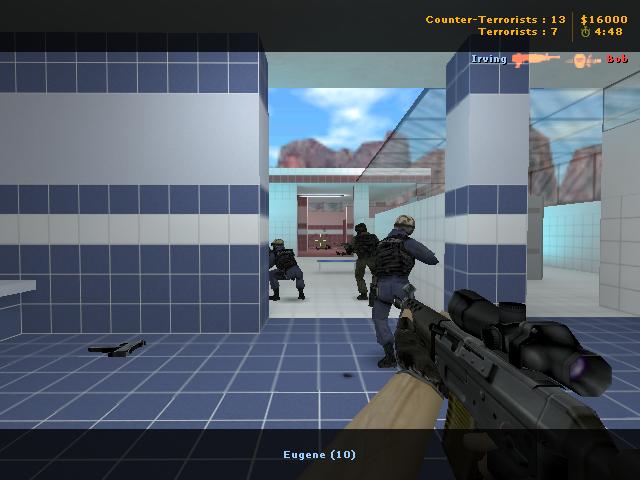 Counter-Terrorists : 13 $16000
Terrorists : 7 4:48
Irving Bob
Eugene (10)